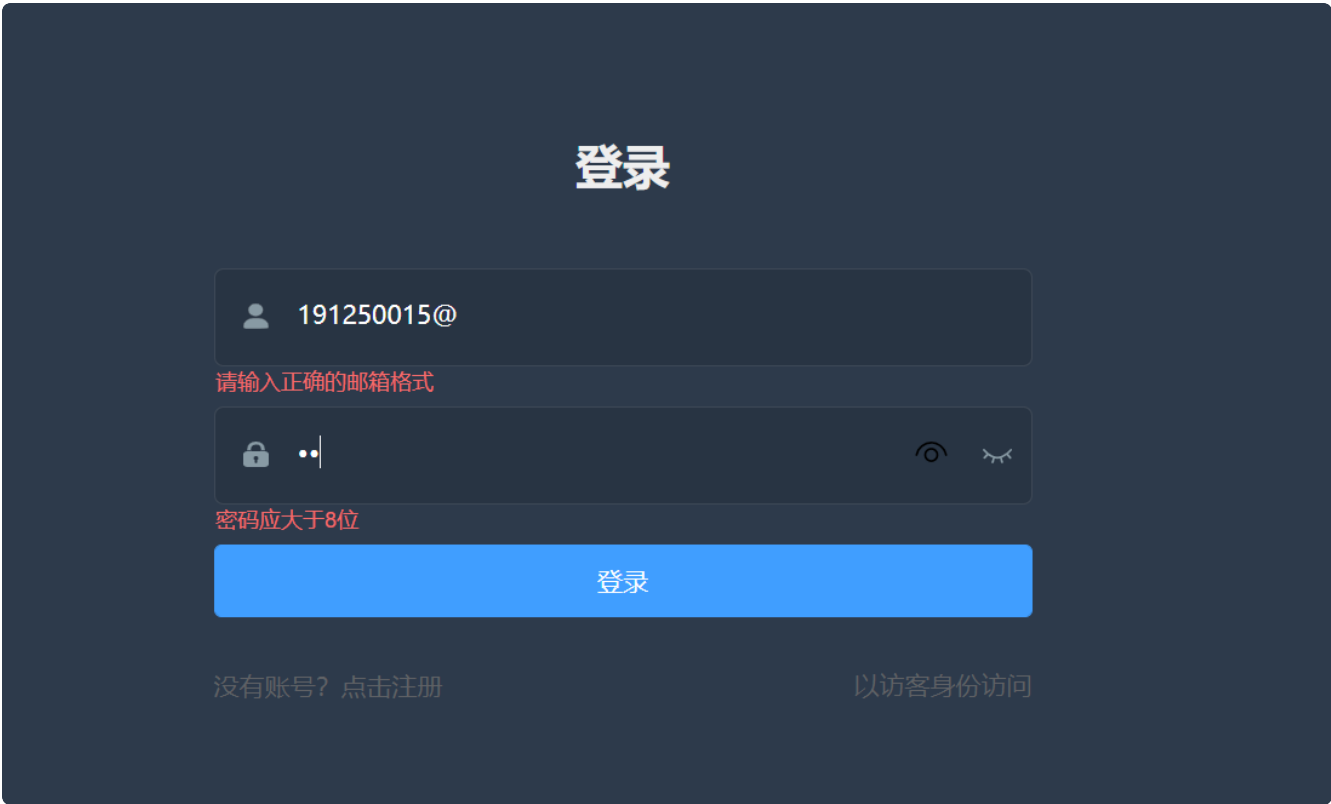 登录
191250015@
请输入正确的邮箱格式
••
密码应大于8位
登录
没有账号？点击注册
以访客身份访问